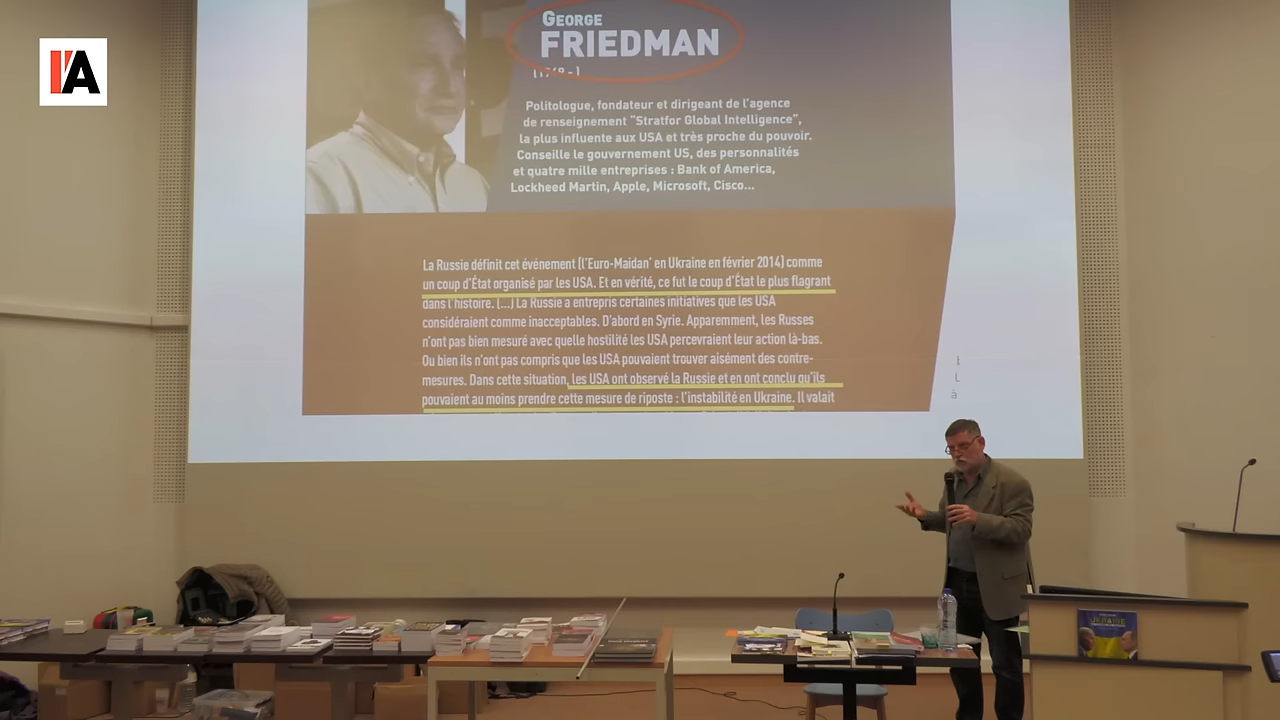 I'A
GEORGE
FRIEDMAN
Politologue, fondateur et dirigeant de l'agence
de renseignement "Stratfor Global Intelligence",
la plus influente aux USA et très proche du pouvoir.
Conseille le gouvernement US, des personnalités
et quatre mille entreprises : Bank of America,
Lockheed Martin, Apple, Microsoft, Cisco...
La Russie définit cet événement (l'Euro-Maidan' en Ukraine en février 2014) comme
un coup d'État organisé par les USA. Et en vérité, ce fut le coup d'État le plus flagrant
dans l'histoire. (...) La Russie a entrepris certaines initiatives que les USA
considéraient comme inacceptables. D'abord en Syrie. Apparemment, les Russes
n'ont pas bien mesuré avec quelle hostilité les USA percevraient leur action là-bas.
Ou bien ils n'ont pas compris que les USA pouvaient trouver aisément des contre-
mesures. Dans cette situation, les USA ont observé la Russie et en ont conclu qu'ils
pouvaient au moins prendre cette mesure de riposte : l'instabilité en Ukraine. Il valait
UKRAINE